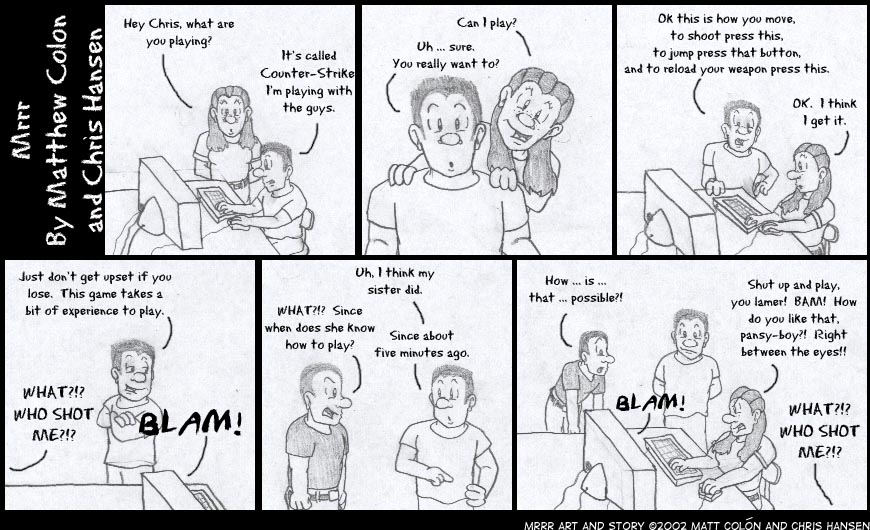 Mrrr
By Matthew Colon
and Chris Hansen
Hey Chris, what are
you playing?
It's called
Counter-Strike
I'm playing with
the guys.
Can I play?
Uh ... sure.
You really want to?
Ok this is how you move,
to shoot press this,
to jump press that button,
and to reload your weapon press this.
OK. I think
I get it.
Just don't get upset if you
lose. This game takes a
bit of experience to play.
WHAT?!?
WHO SHOT
ME?!?
BLAM!
Uh, I think my
sister did.
WHAT?!? Since
when does she know
how to play?
Since about
five minutes ago.
How ... is ...
that ... possible?!
Shut up and play,
you lamer! BAM! How
do you like that,
pansy-boy?! Right
between the eyes!!
BLAM!
WHAT?!?
WHO SHOT
ME?!?
MRRR ART AND STORY ©2002 MATT COLÓN AND CHRIS HANSEN